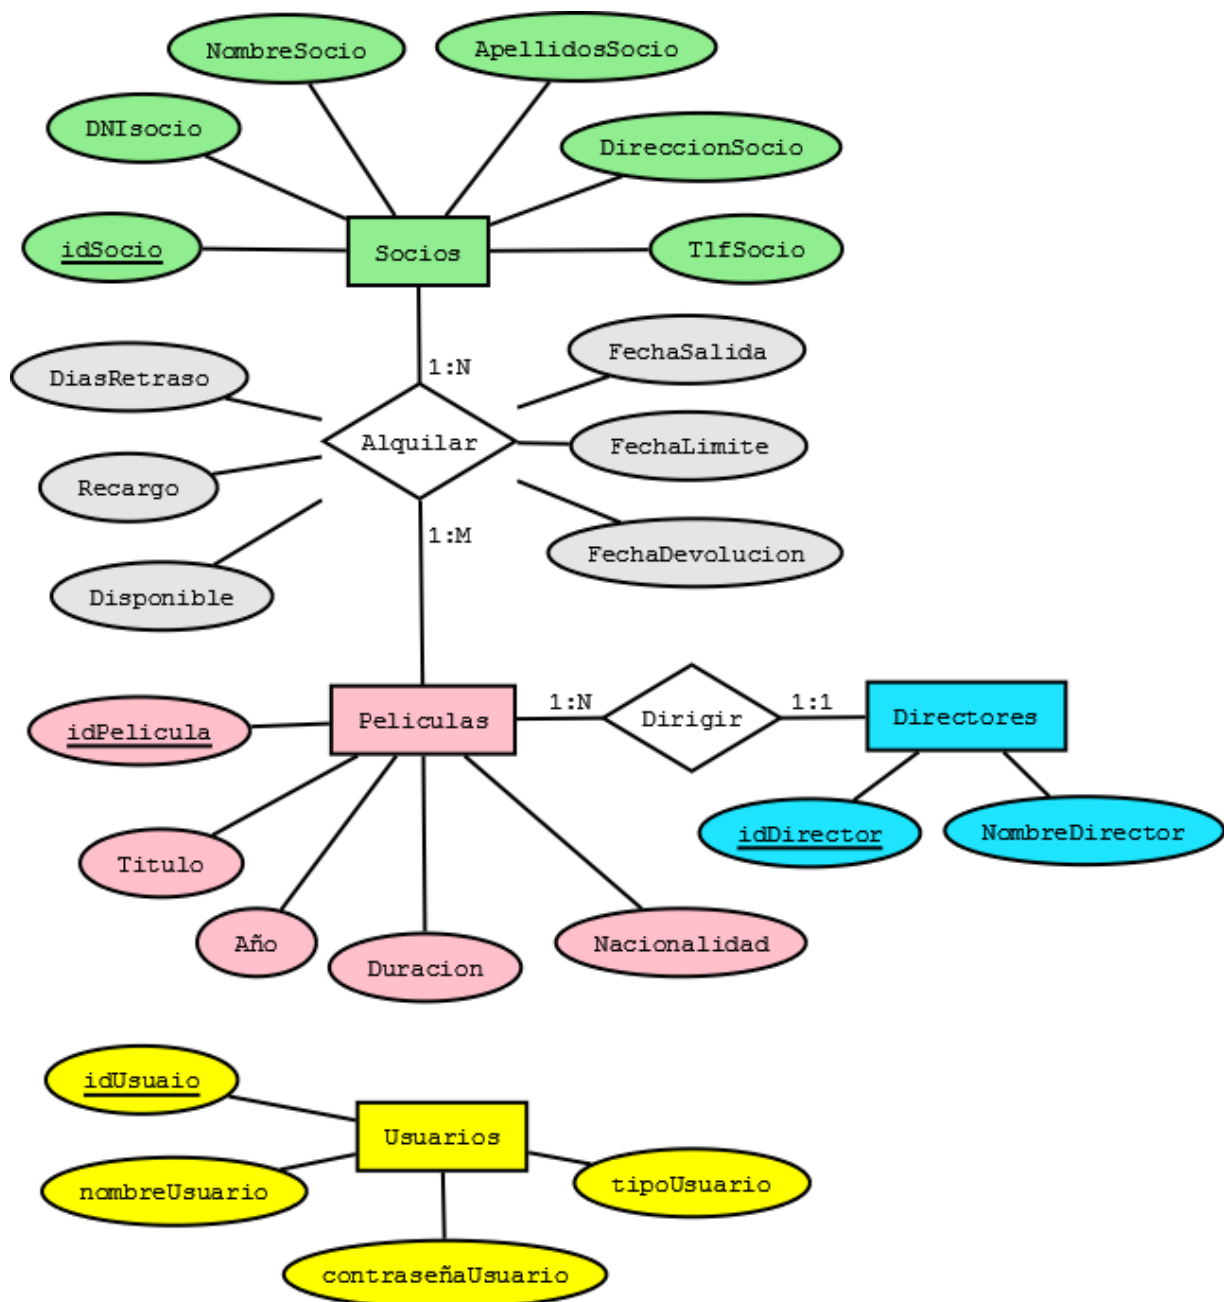 NombreSocio
ApellidosSocio
DNIsocio
DireccionSocio
idSocio
Socios
TlfSocio
1:N
FechaSalida
DiasRetraso
Alquilar
FechaLimite
Recargo
1:M
FechaDevolucion
Disponible
idPelicula
Peliculas
1:N
Dirigir
1:1
Directores
idDirector
NombreDirector
Titulo
Año
Duracion
Nacionalidad
idUsuaio
Usuarios
nombreUsuario
tipoUsuario
contraseñaUsuario